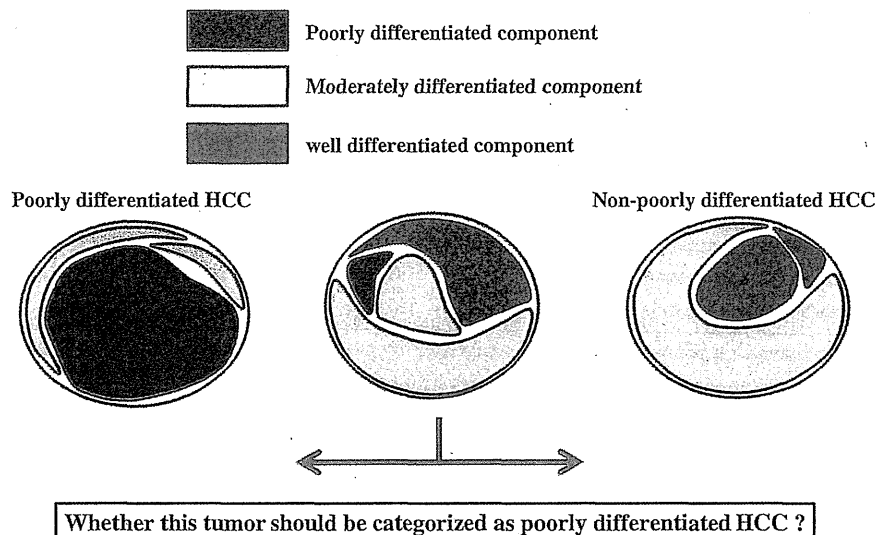 Poorly differentiated component
Moderately differentiated component
well differentiated component
Poorly differentiated HCC
Non-poorly differentiated HCC
Whether this tumor should be categorized as poorly differentiated HCC ?